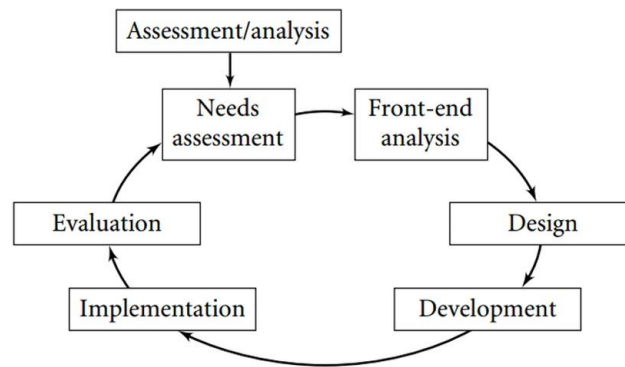 Assessment/analysis
Needs
assessment
Front-end
analysis
Evaluation
Design
Implementation
Development